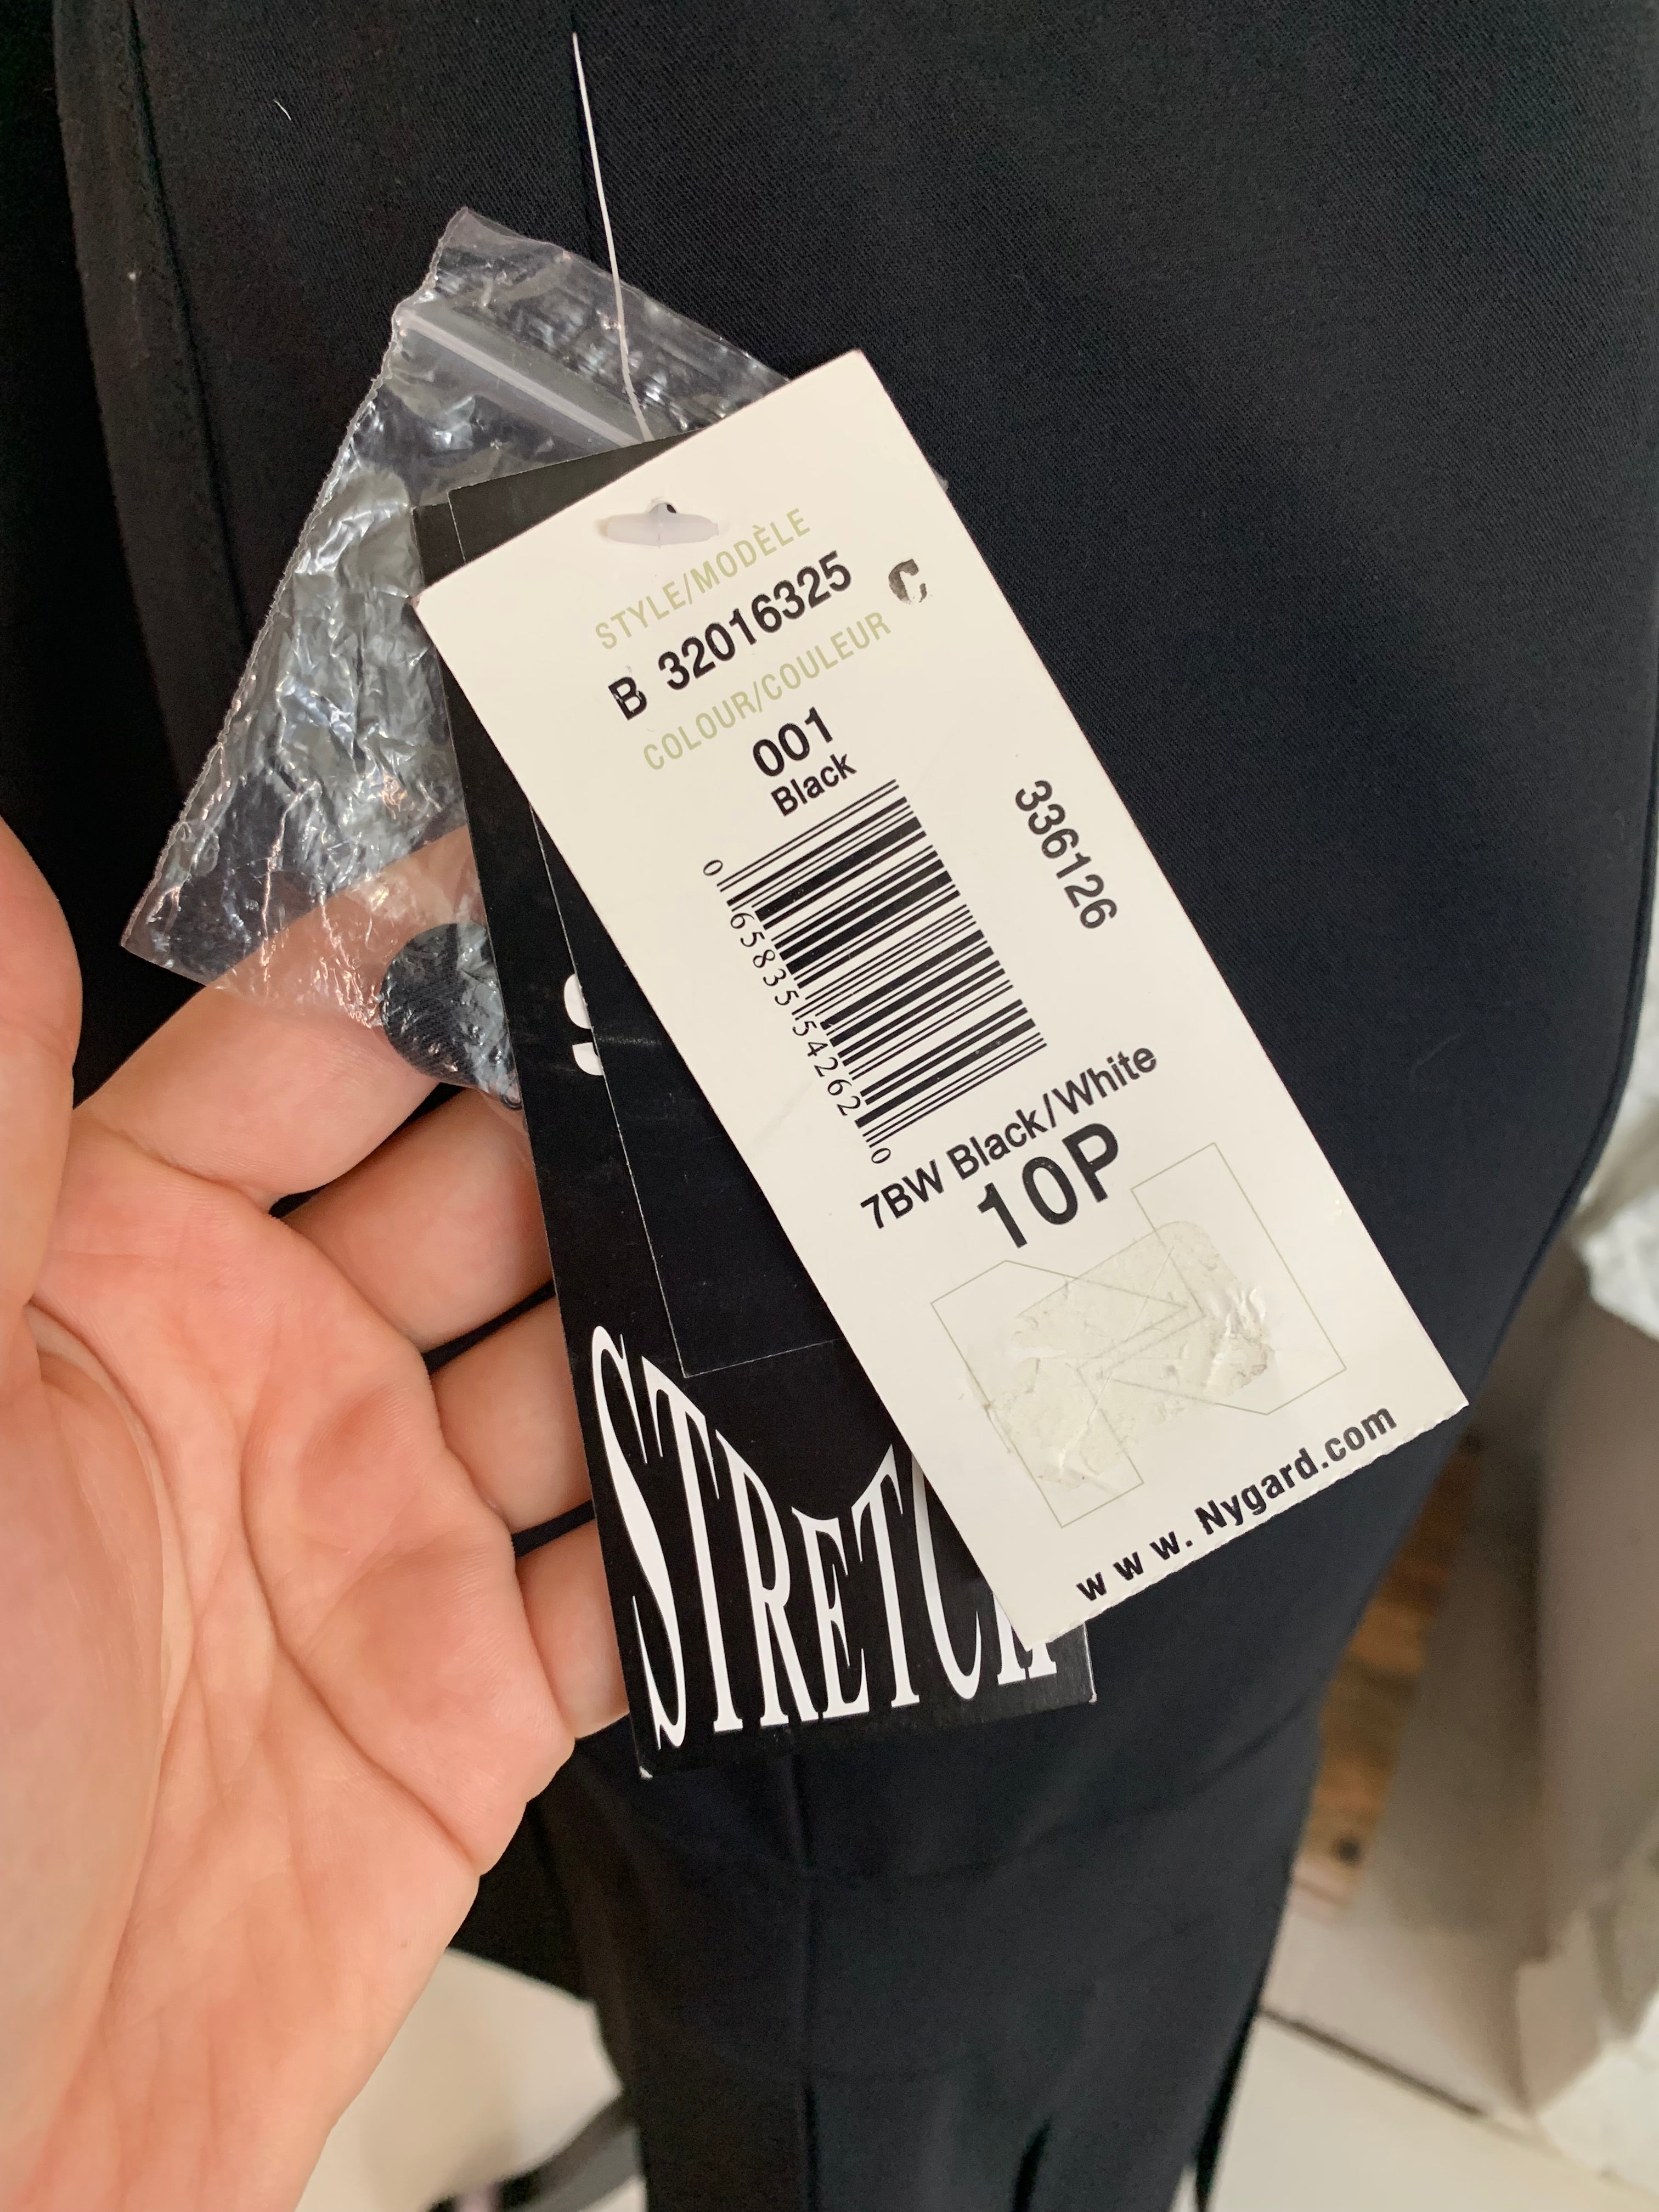 STYLE/MODÈLE
B 32016325 C
COLOUR/COULEUR
001
Black
0 65835 54262 0
336126
7BW Black/White
10P
www.Nygard.com
STRETCH